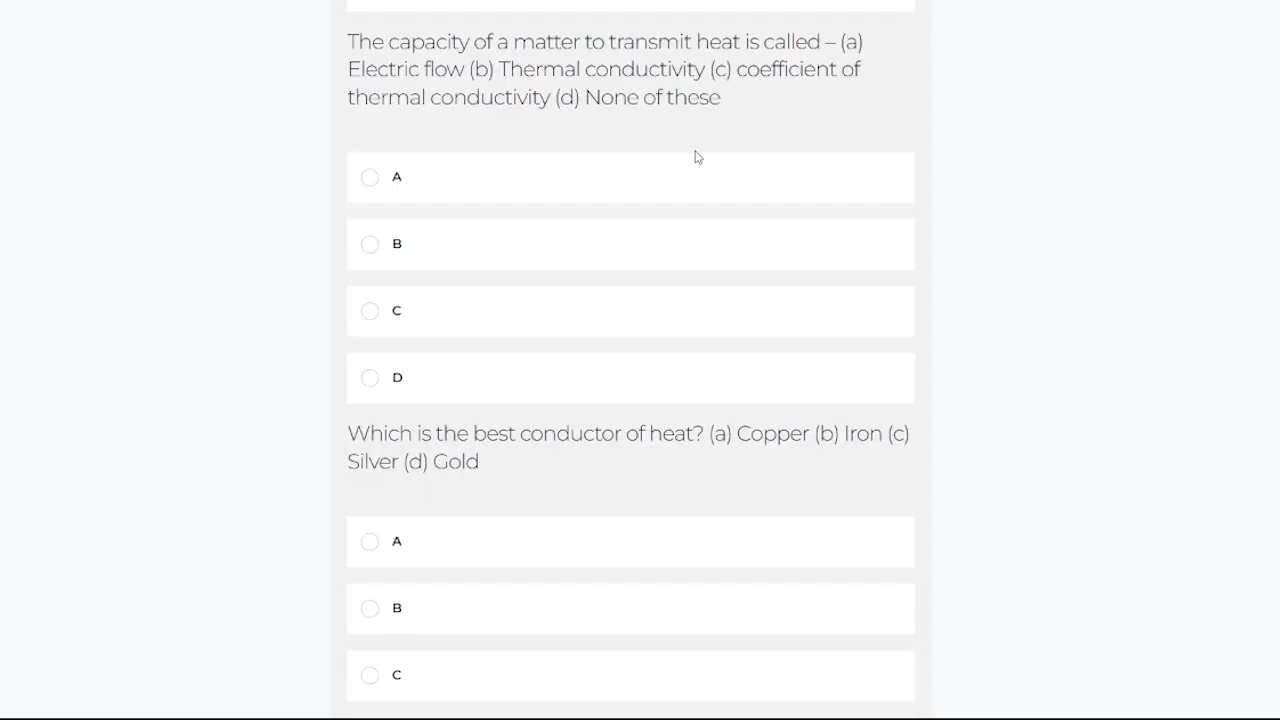 The capacity of a matter to transmit heat is called – (a)
Electric flow (b) Thermal conductivity (c) coefficient of
thermal conductivity (d) None of these
A
B
C
D
Which is the best conductor of heat? (a) Copper (b) Iron (c)
Silver (d) Gold
A
B
C